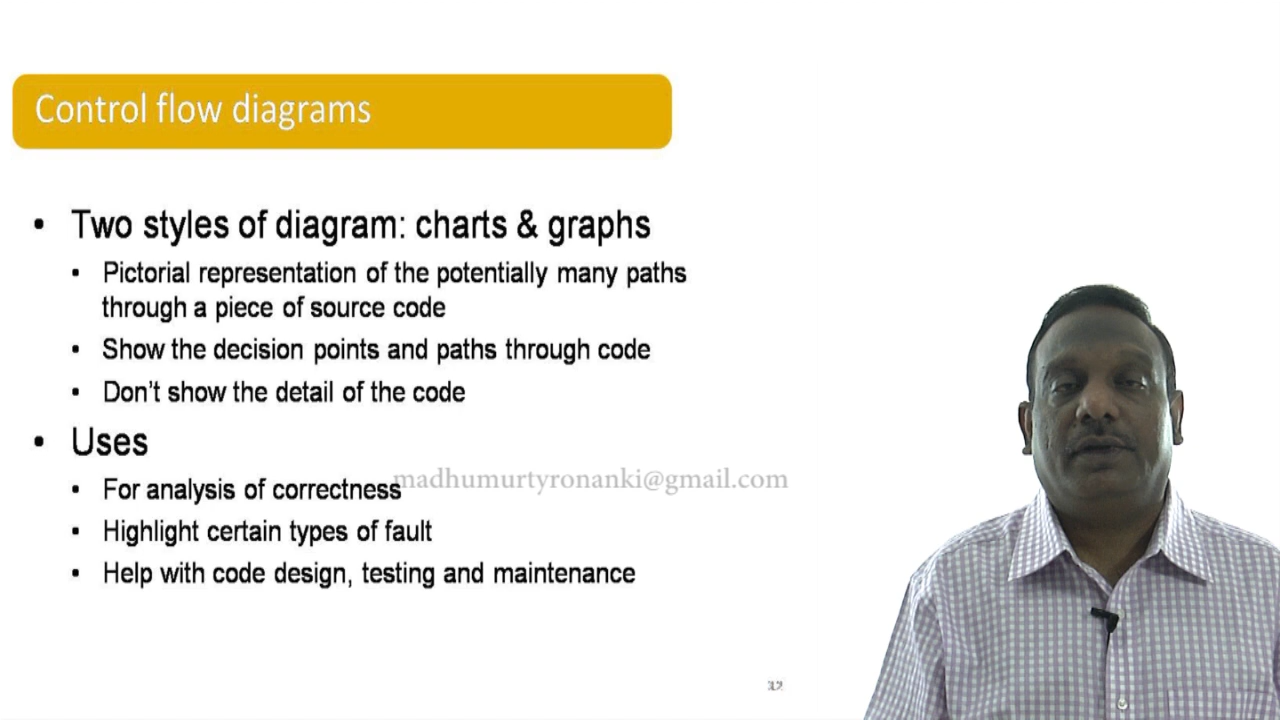 Control flow diagrams
• Two styles of diagram: charts & graphs
• Pictorial representation of the potentially many paths
through a piece of source code
• Show the decision points and paths through code
• Don't show the detail of the code
• Uses
• For analysis of correctness
madhumurtyronanki@gmail.com
• Highlight certain types of fault
• Help with code design, testing and maintenance